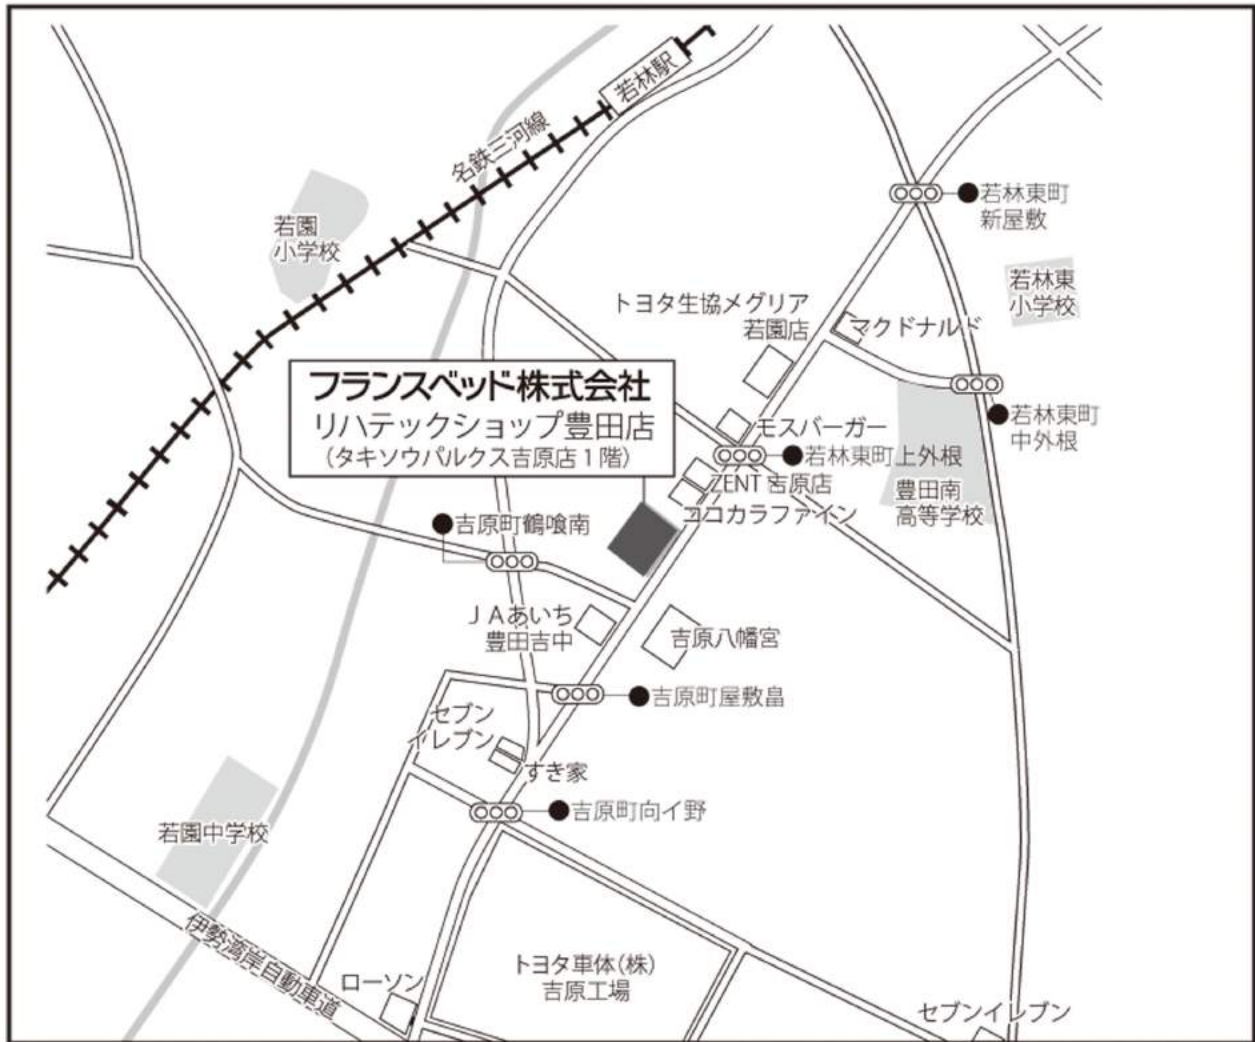 若林駅
名鉄三河線
若林東町
新屋敷
若園
小学校
若林東
小学校
トヨタ生協メグリア
若園店
マクドナルド
フランスベッド株式会社
リハテックショップ豊田店
(タキソウパルクス吉原店1階)
モスバーガー
若林東町
中外根
若林東町上外根
ZENT 吉原店
豊田南
高等学校
ココカラファイン
吉原町鶴喰南
JAあいち
豊田吉中
吉原八幡宮
吉原町屋敷畠
セブン
イレブン
すき家
吉原町向イ野
若園中学校
伊勢湾岸自動車道
ローソン
トヨタ車体(株)
吉原工場
セブンイレブン